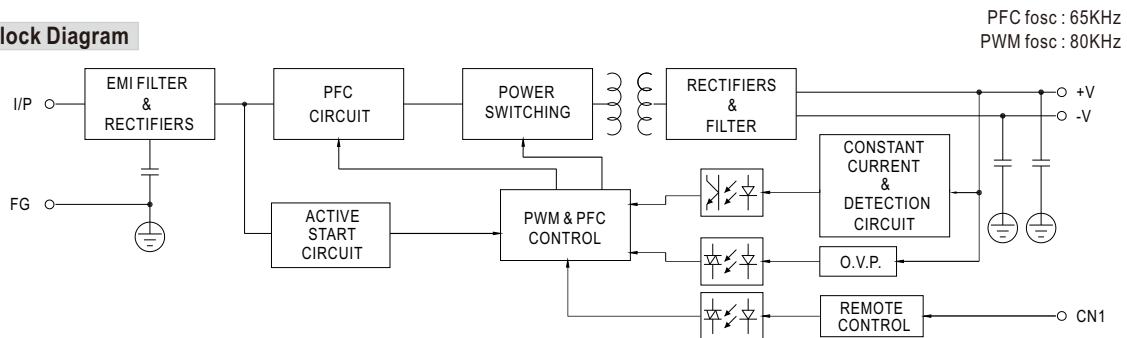 lock Diagram
PFC fosc : 65KHz
PWM fosc : 80KHz
I/P
EMI FILTER
&
RECTIFIERS
PFC
CIRCUIT
POWER
SWITCHING
RECTIFIERS
&
FILTER
+V
-V
CONSTANT
CURRENT
&
DETECTION
CIRCUIT
FG
ACTIVE
START
CIRCUIT
PWM & PFC
CONTROL
O.V.P.
REMOTE
CONTROL
CN1